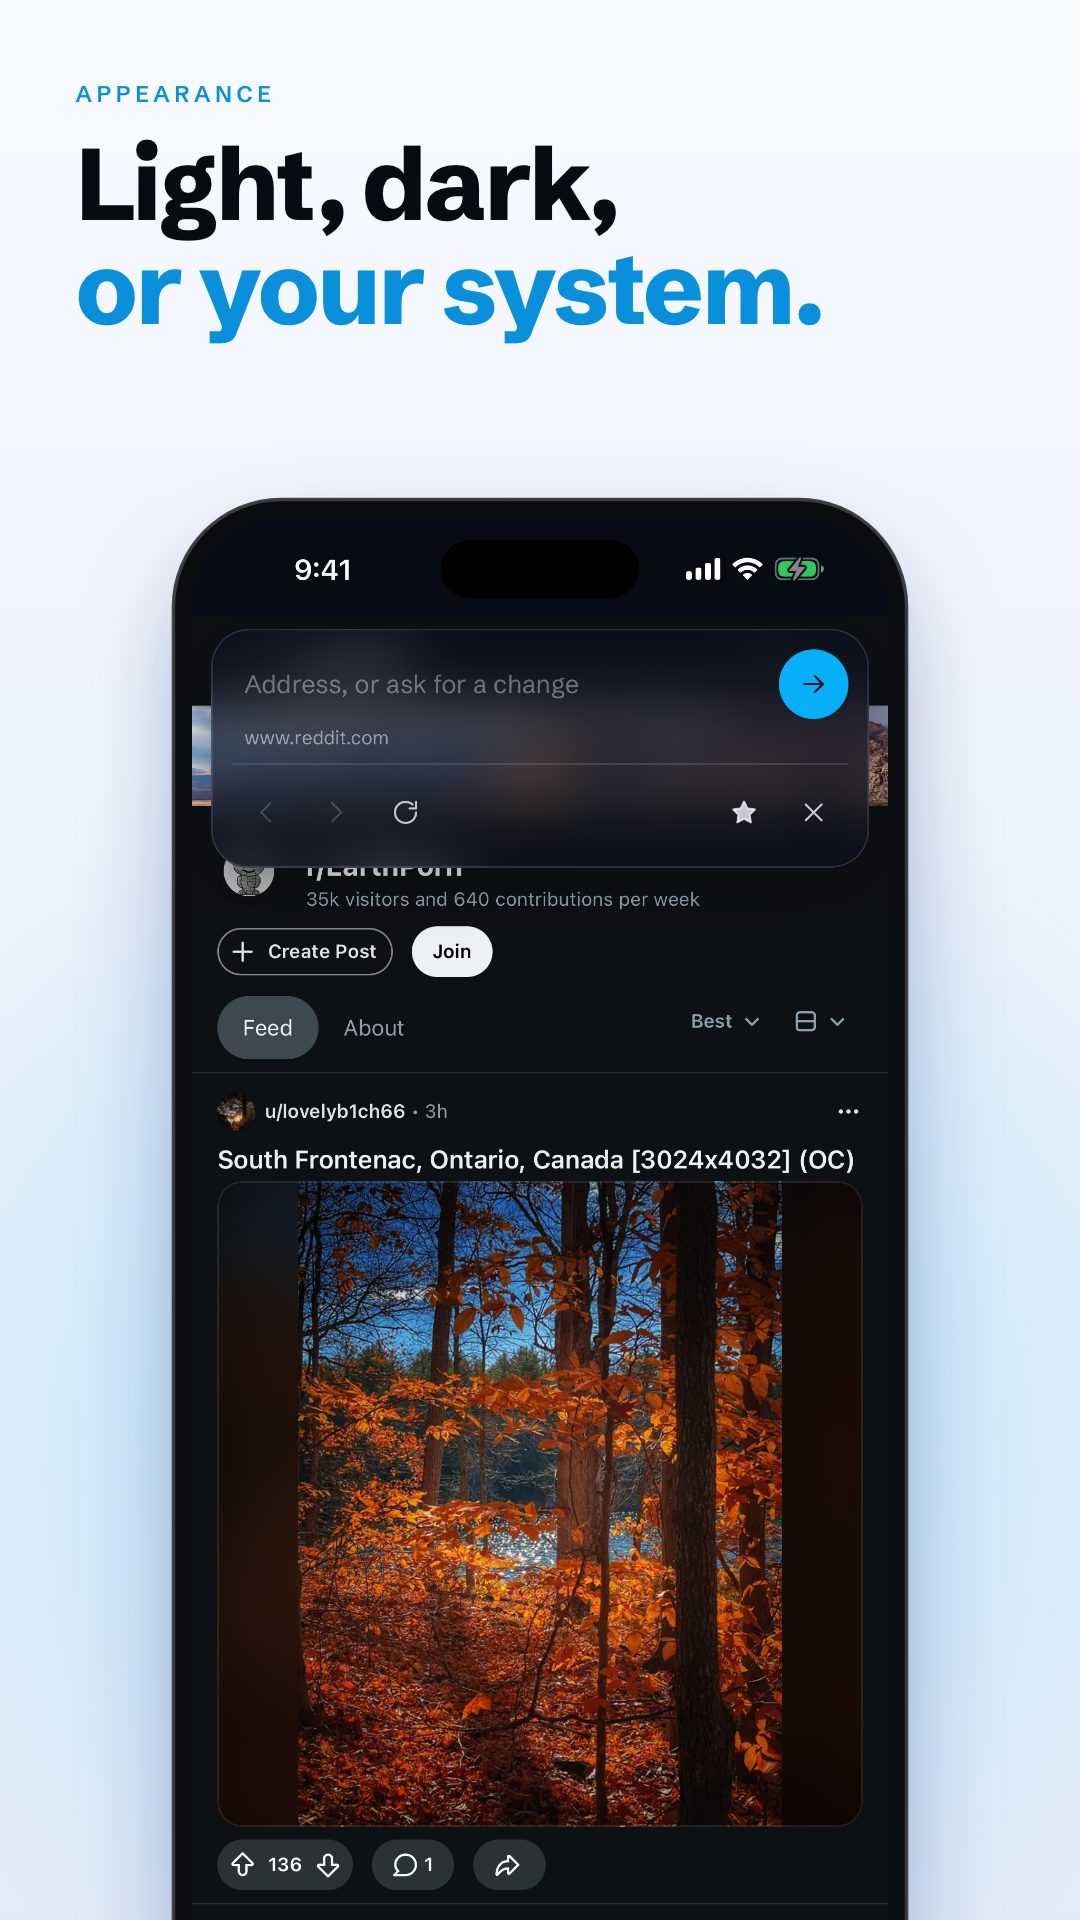 APPEARANCE
Light, dark,
or your system.
9:41
Address, or ask for a change
www.reddit.com
r/EarthPorn
35k visitors and 640 contributions per week
Create Post
Join
Feed
About
Best
u/lovelyb1ch66 • 3h
South Frontenac, Ontario, Canada [3024x4032] (OC)
136
1